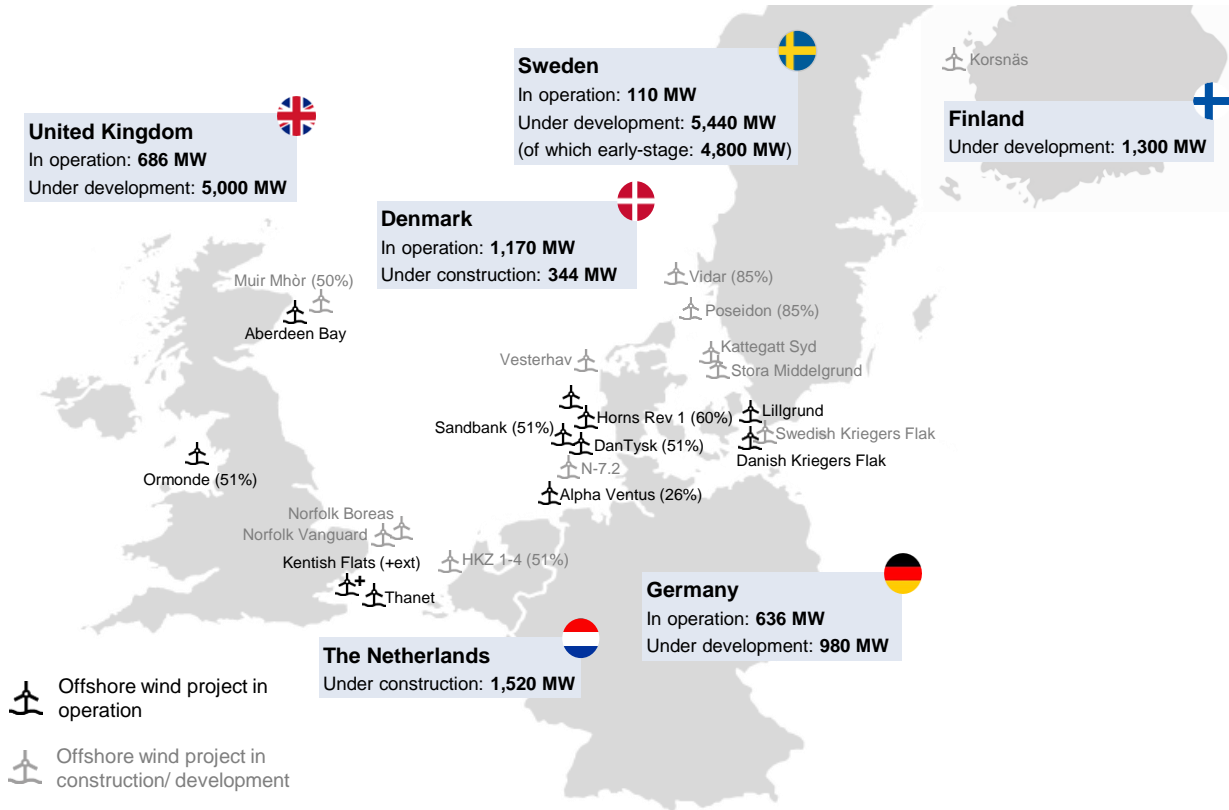 Sweden
In operation: 110 MW
Under development: 5,440 MW
(of which early-stage: 4,800 MW)
Korsnäs
Finland
Under development: 1,300 MW
United Kingdom
In operation: 686 MW
Under development: 5,000 MW
Denmark
In operation: 1,170 MW
Under construction: 344 MW
Muir Mhòr (50%)
Aberdeen Bay
Vidar (85%)
Poseidon (85%)
Kattegatt Syd
Stora Middelgrund
Vesterhav
Horns Rev 1 (60%)
Sandbank (51%)
DanTysk (51%)
N-7.2
Alpha Ventus (26%)
Lillgrund
Swedish Kriegers Flak
Danish Kriegers Flak
Ormonde (51%)
Norfolk Boreas
Norfolk Vanguard
Kentish Flats (+ext)
+
Thanet
HKZ 1-4 (51%)
Germany
In operation: 636 MW
Under development: 980 MW
The Netherlands
Under construction: 1,520 MW
Offshore wind project in
operation
Offshore wind project in
construction/ development